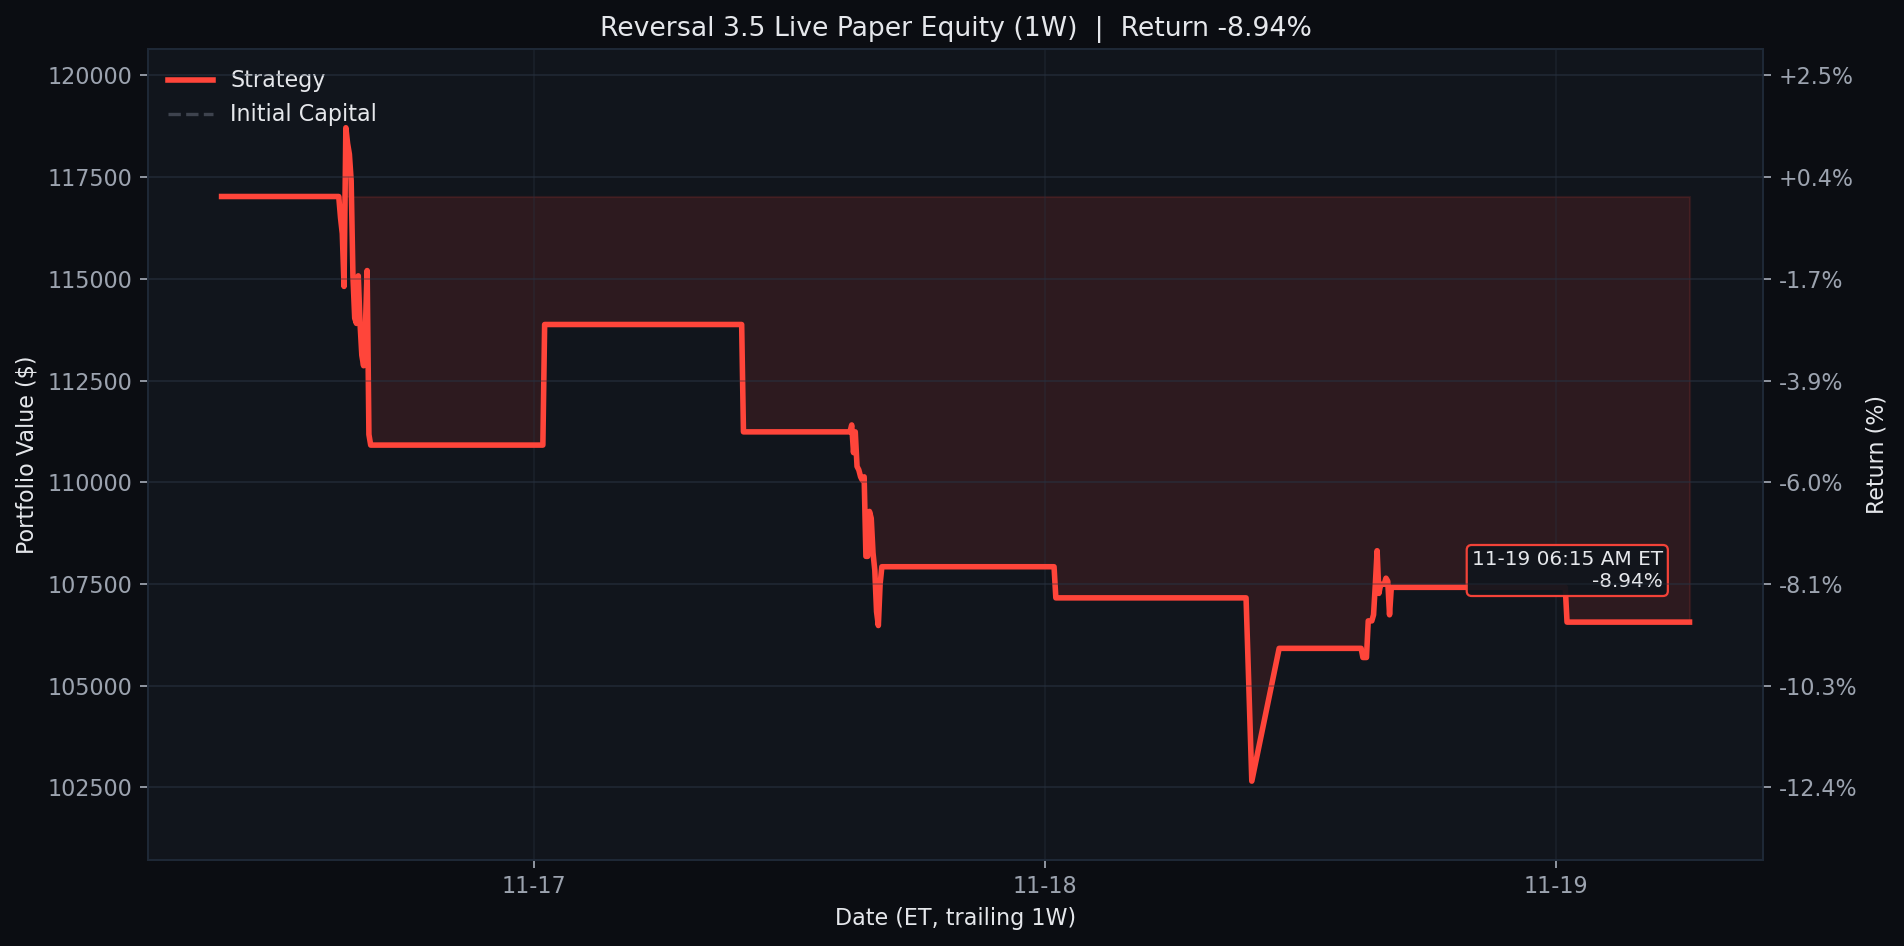 Reversal 3.5 Live Paper Equity (1W)  |  Return -8.94%
Strategy
Initial Capital
Portfolio Value ($)
120000
117500
115000
112500
110000
107500
105000
102500
+2.5%
+0.4%
-1.7%
-3.9%
-6.0%
-8.1%
-10.3%
-12.4%
Return (%)
11-19 06:15 AM ET
-8.94%
11-17
11-18
11-19
Date (ET, trailing 1W)